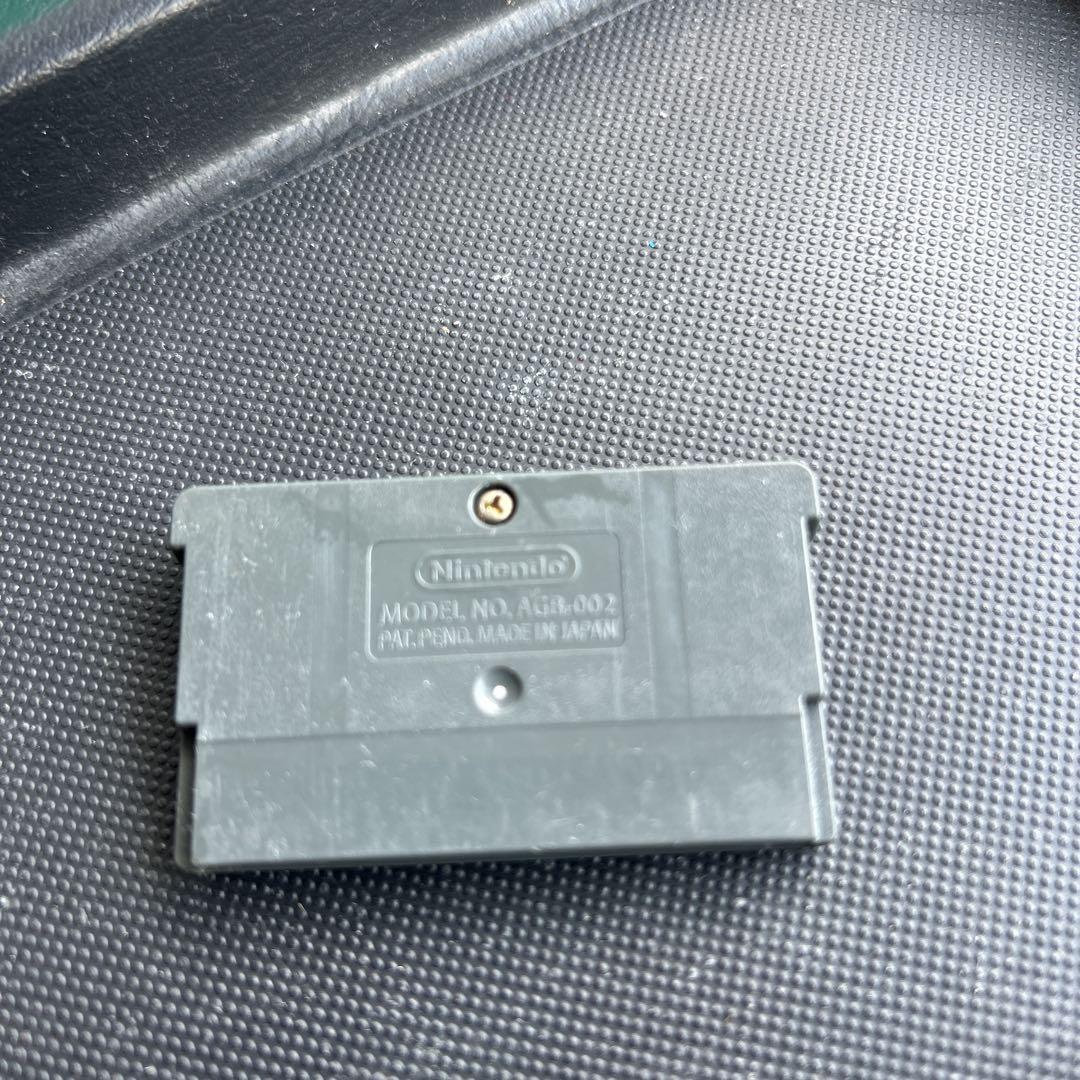 Nintendo
MODEL NO. AGB-002
PAT. PEND. MADE IN JAPAN